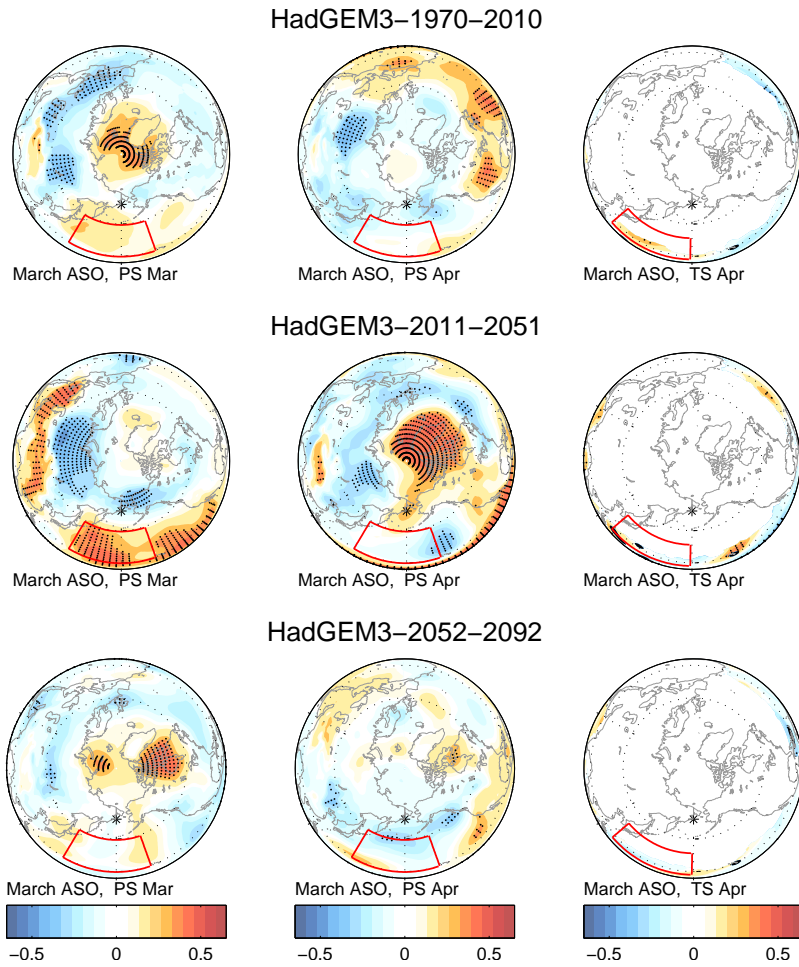 HadGEM3−1970−2010
March ASO,  PS Mar
March ASO,  PS Apr
March ASO,  TS Apr
HadGEM3−2011−2051
March ASO,  PS Mar
March ASO,  PS Apr
March ASO,  TS Apr
HadGEM3−2052−2092
March ASO,  PS Mar
March ASO,  PS Apr
March ASO,  TS Apr
−0.5 0 0.5
−0.5 0 0.5
−0.5 0 0.5